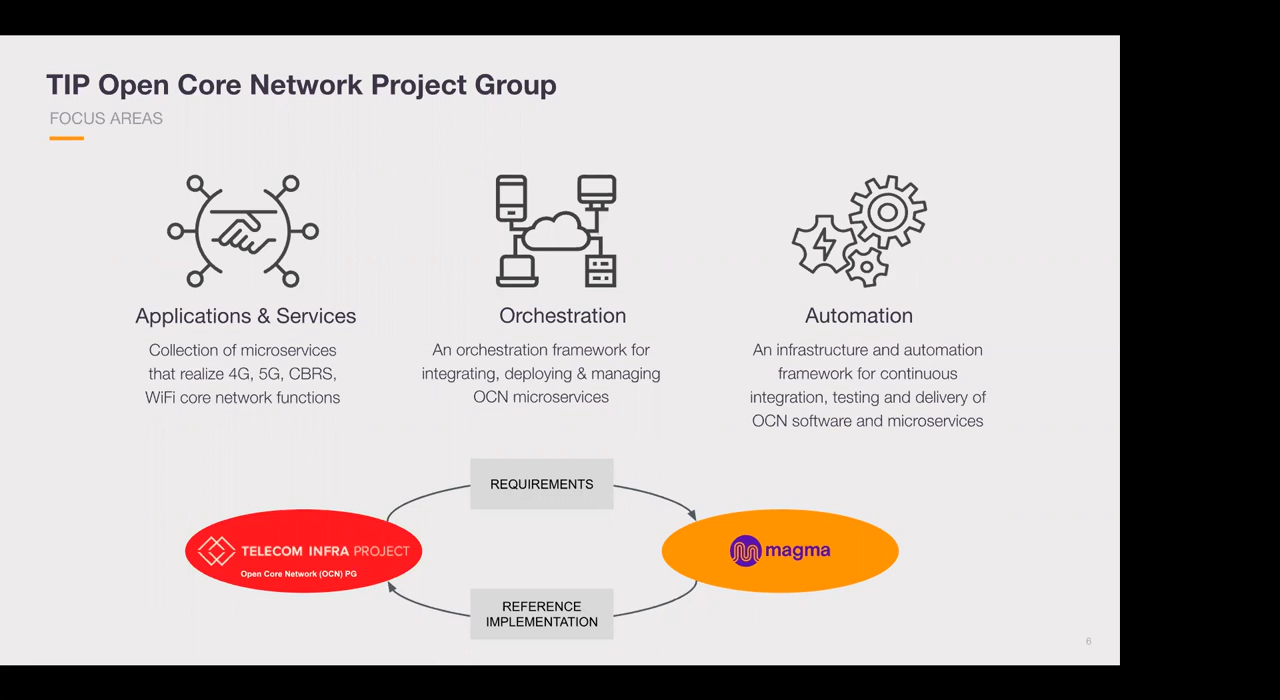 TIP Open Core Network Project Group
FOCUS AREAS
Applications & Services
Collection of microservices
that realize 4G, 5G, CBRS,
WiFi core network functions
Orchestration
An orchestration framework for
integrating, deploying & managing
OCN microservices
Automation
An infrastructure and automation
framework for continuous
integration, testing and delivery of
OCN software and microservices
REQUIREMENTS
TELECOM INFRA PROJECT
Open Core Network (OCN) PG
magma
REFERENCE
IMPLEMENTATION
6